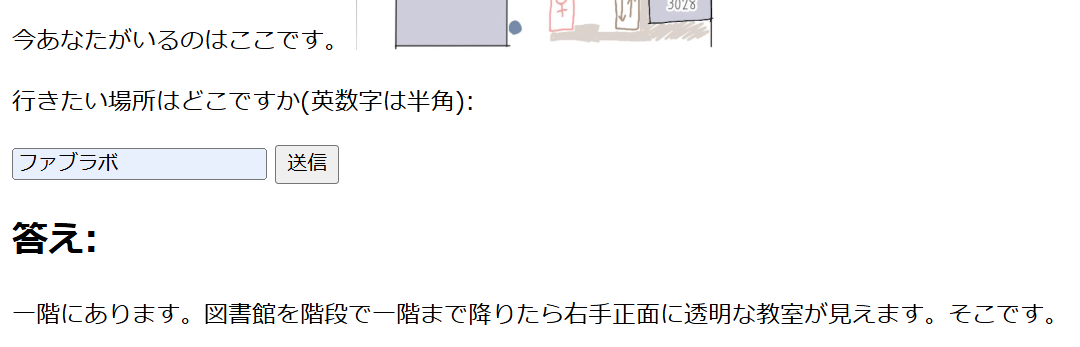 3028
今あなたがいるのはここです。
行きたい場所はどこですか(英数字は半角):
ファブラボ 送信
答え:
一階にあります。図書館を階段で一階まで降りたら右手正面に透明な教室が見えます。そこです。